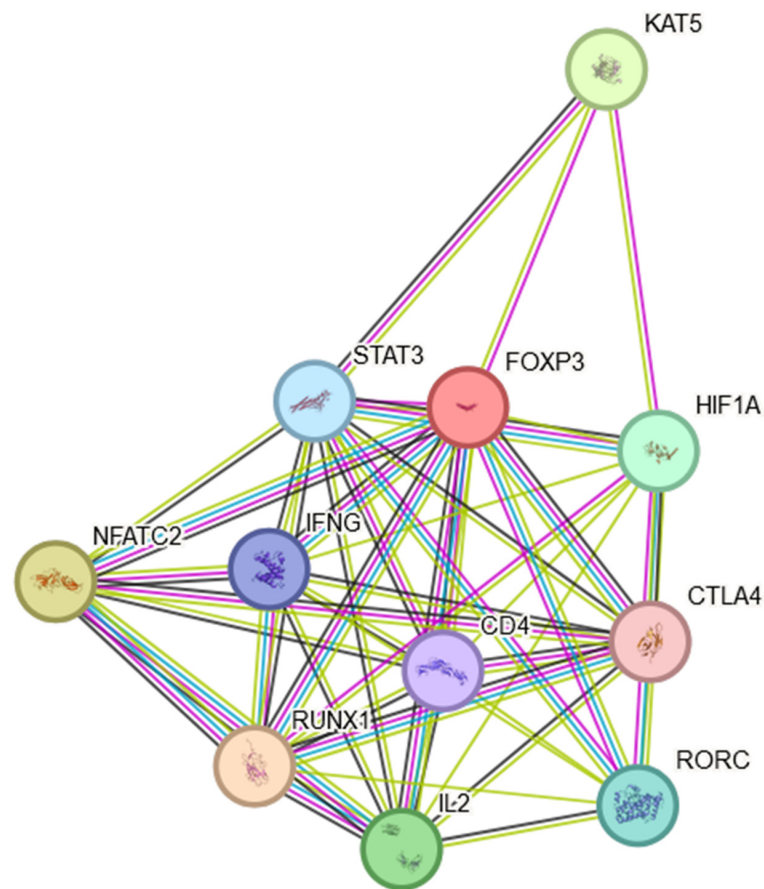 KAT5
STAT3
FOXP3
HIF1A
NFATC2
IFNG
CTLA4
CD4
RUNX1
RORC
IL2